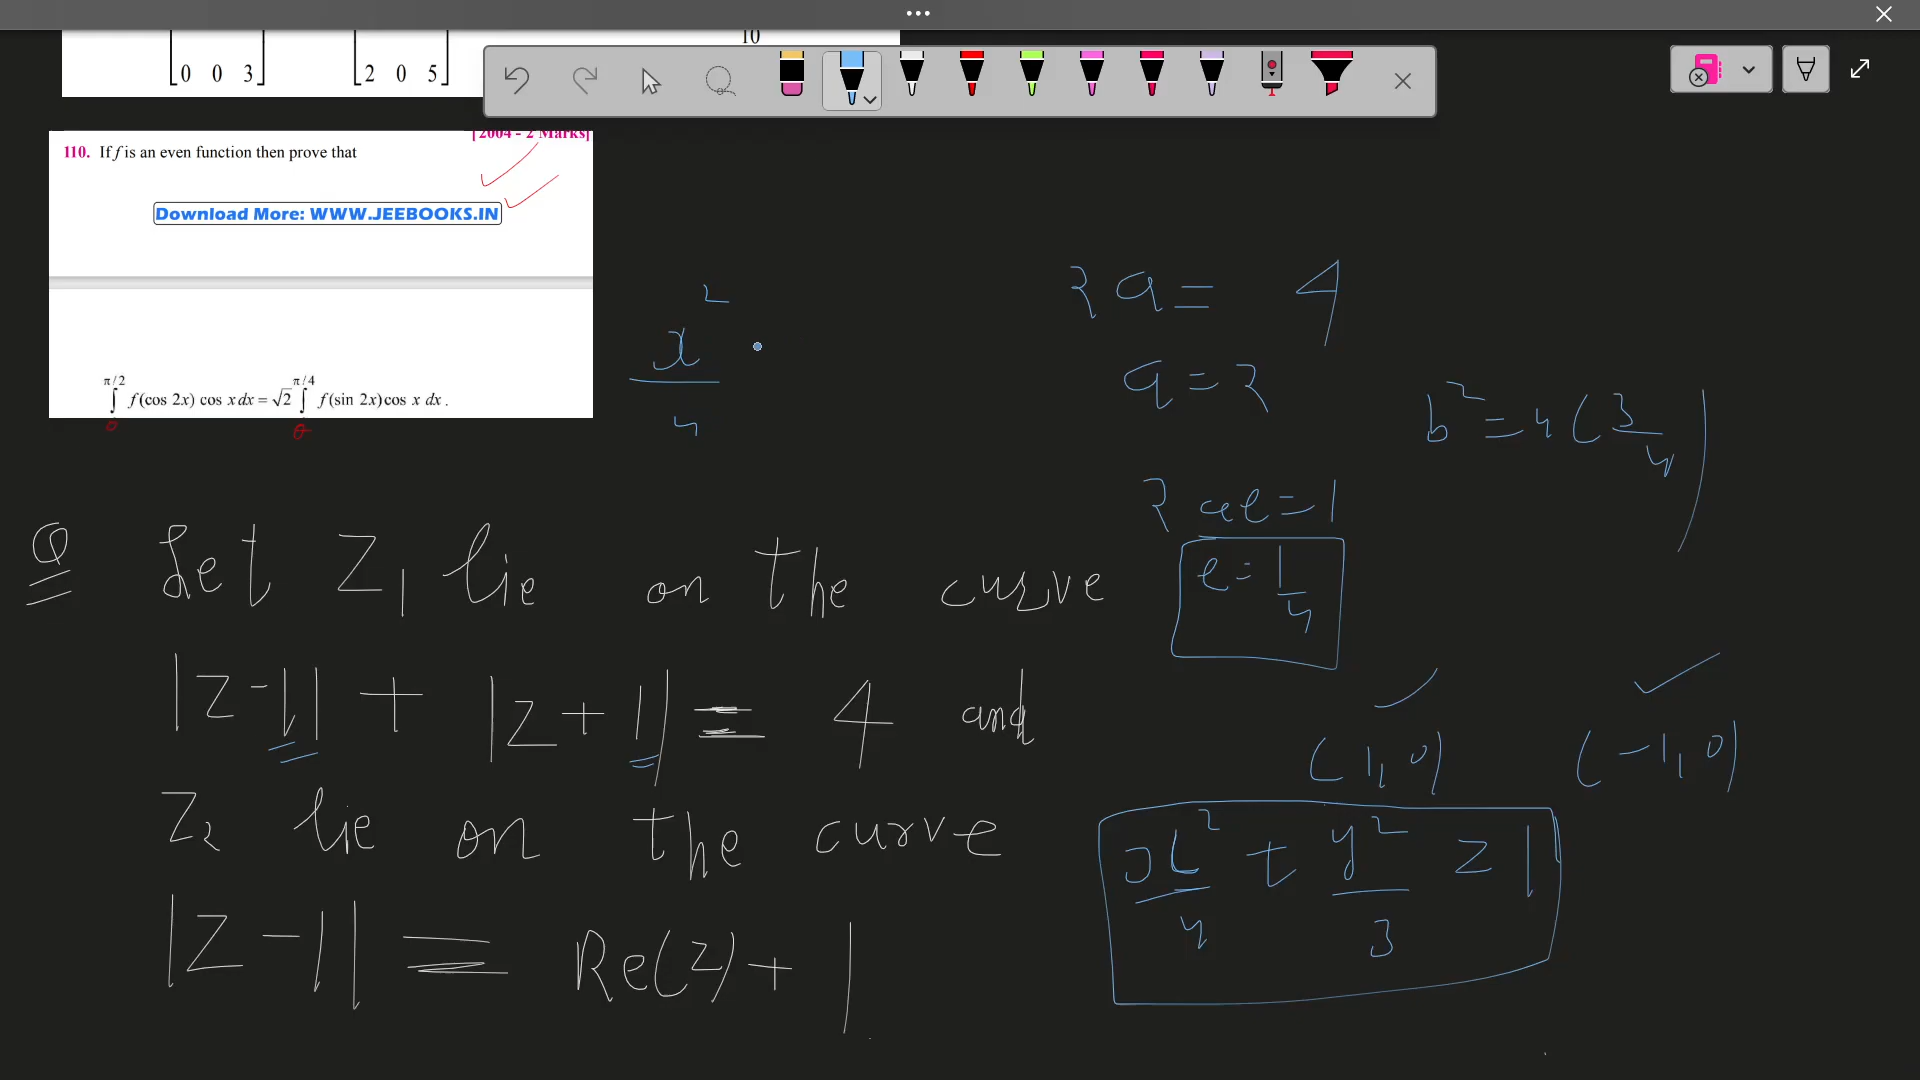 10
0 0 3
2 0 5
[2004 - 2 Marks]
110. If f is an even function then prove that
Download More: WWW.JEEBOOKS.IN
π/2 π/4
∫ f(cos 2x) cos x dx = √2 ∫ f(sin 2x) cos x dx .
0 0
x²/4
2a = 4
a = 2
b² = 4(3/4)
2ae = 1
e = 1/4
Q Let Z₁ lie on the curve
|Z-1| + |Z+1| = 4 and
(1, 0) (-1, 0)
Z₂ lie on the curve
x²/4 + y²/3 = 1
|Z-1| = Re(Z) + 1